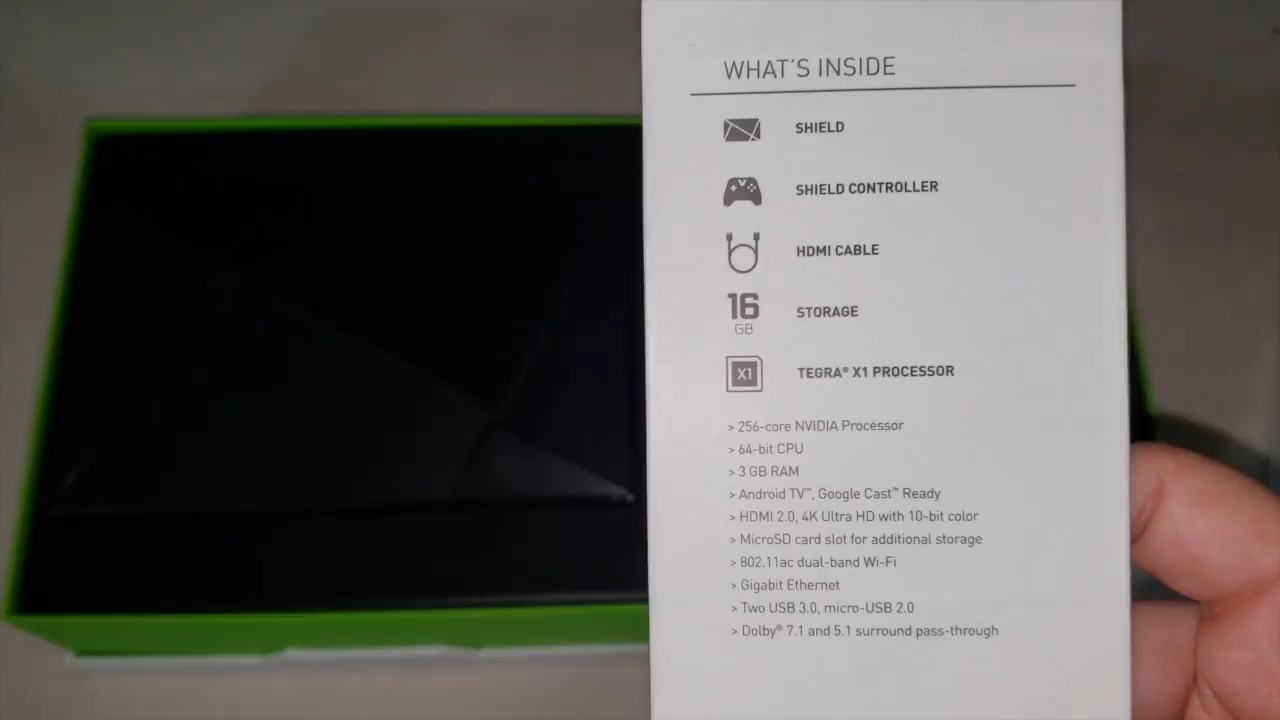 WHAT'S INSIDE
SHIELD
SHIELD CONTROLLER
HDMI CABLE
16
GB
STORAGE
X1
TEGRA® X1 PROCESSOR
> 256-core NVIDIA Processor
> 64-bit CPU
> 3 GB RAM
> Android TV™, Google Cast™ Ready
> HDMI 2.0, 4K Ultra HD with 10-bit color
> MicroSD card slot for additional storage
> 802.11ac dual-band Wi-Fi
> Gigabit Ethernet
> Two USB 3.0, micro-USB 2.0
> Dolby® 7.1 and 5.1 surround pass-through